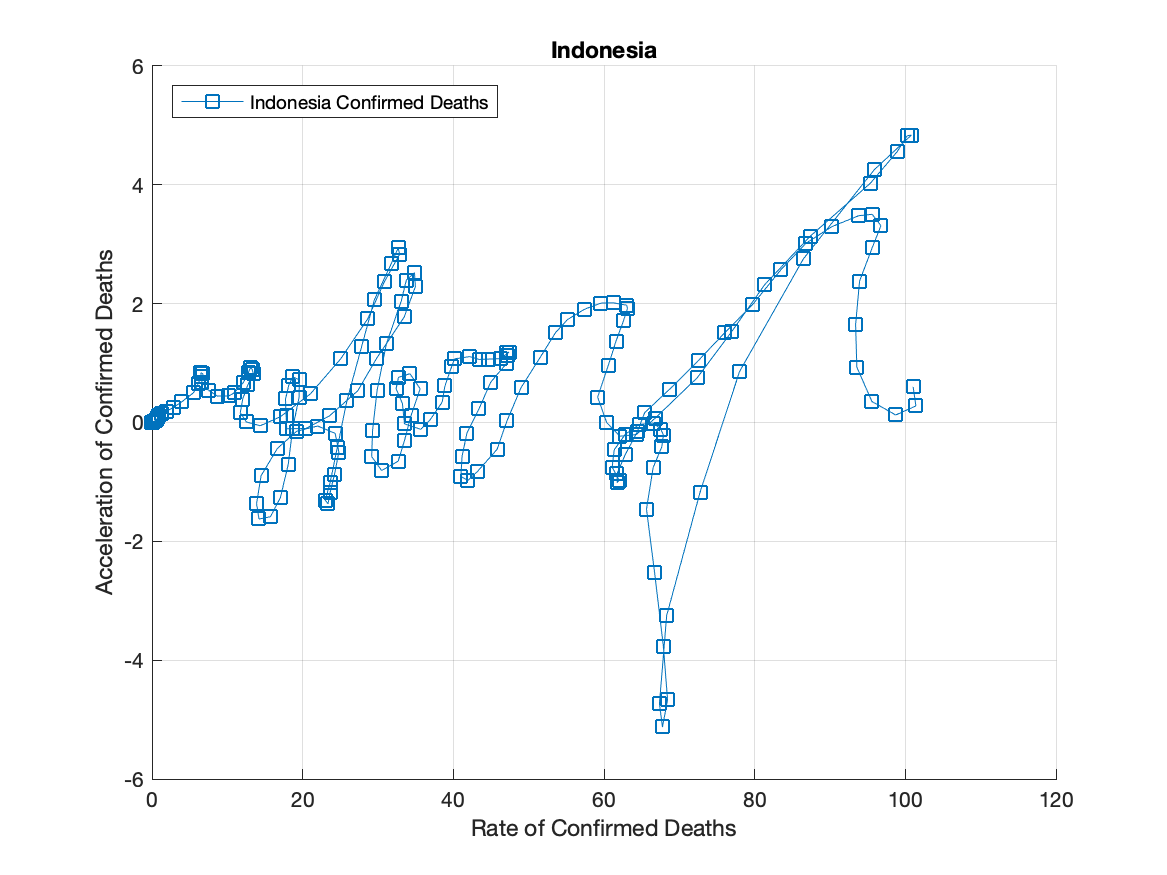 Indonesia
6
Indonesia Confirmed Deaths
4
2
0
-2
-4
-6
Acceleration of Confirmed Deaths
0 20 40 60 80 100 120
Rate of Confirmed Deaths